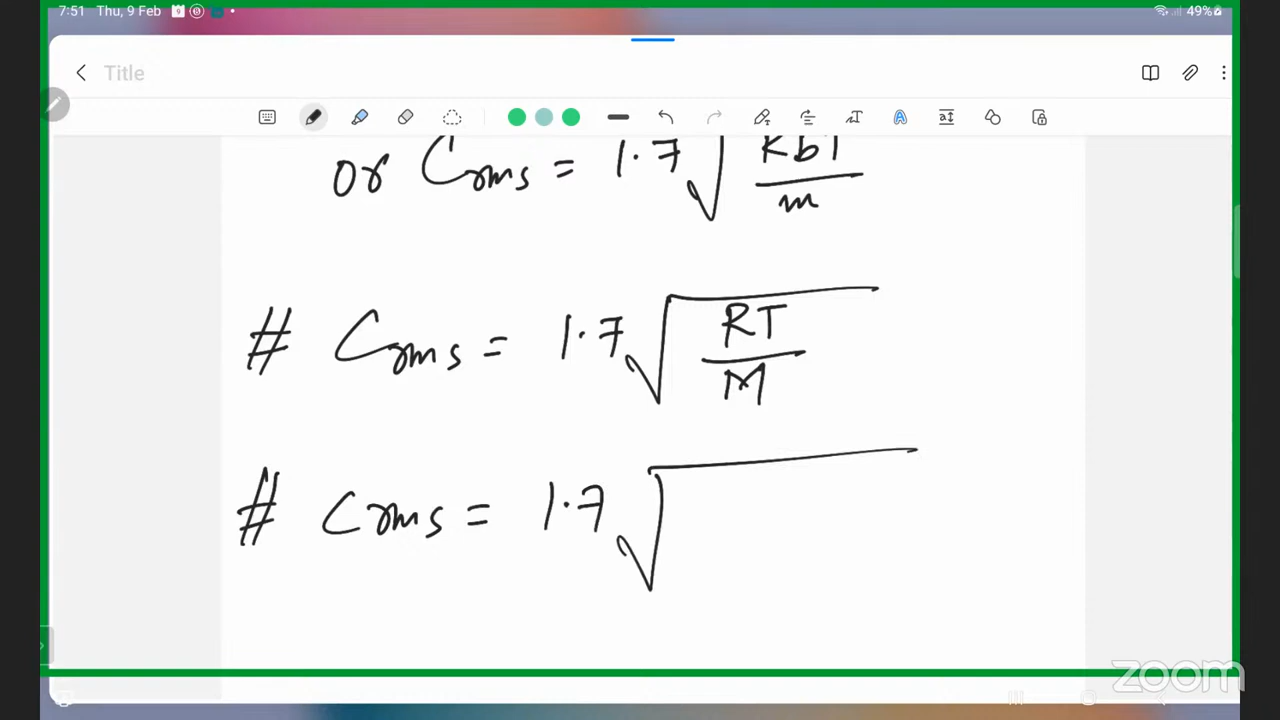 7:51 Thu, 9 Feb
49%
Title
or Crms = 1.7 √ KbT / m
# Crms = 1.7 √ RT / M
# Crms = 1.7 √
zoom